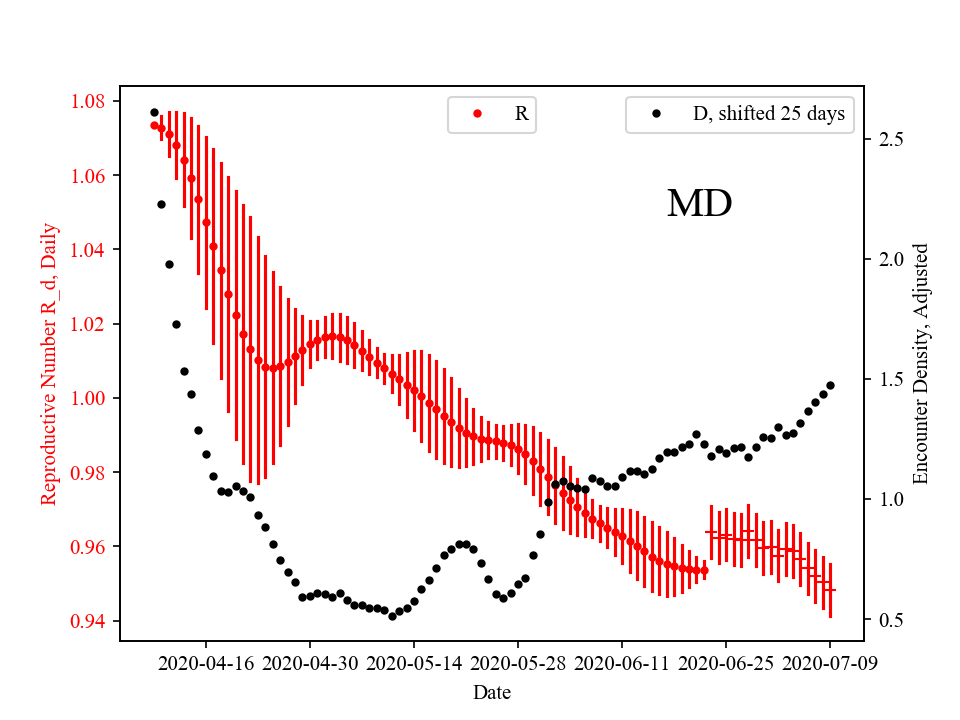 R
D, shifted 25 days
MD
Reproductive Number R_d, Daily
1.08
1.06
1.04
1.02
1.00
0.98
0.96
0.94
2.5
2.0
1.5
1.0
0.5
Encounter Density, Adjusted
2020-04-16 2020-04-30 2020-05-14 2020-05-28 2020-06-11 2020-06-25 2020-07-09
Date